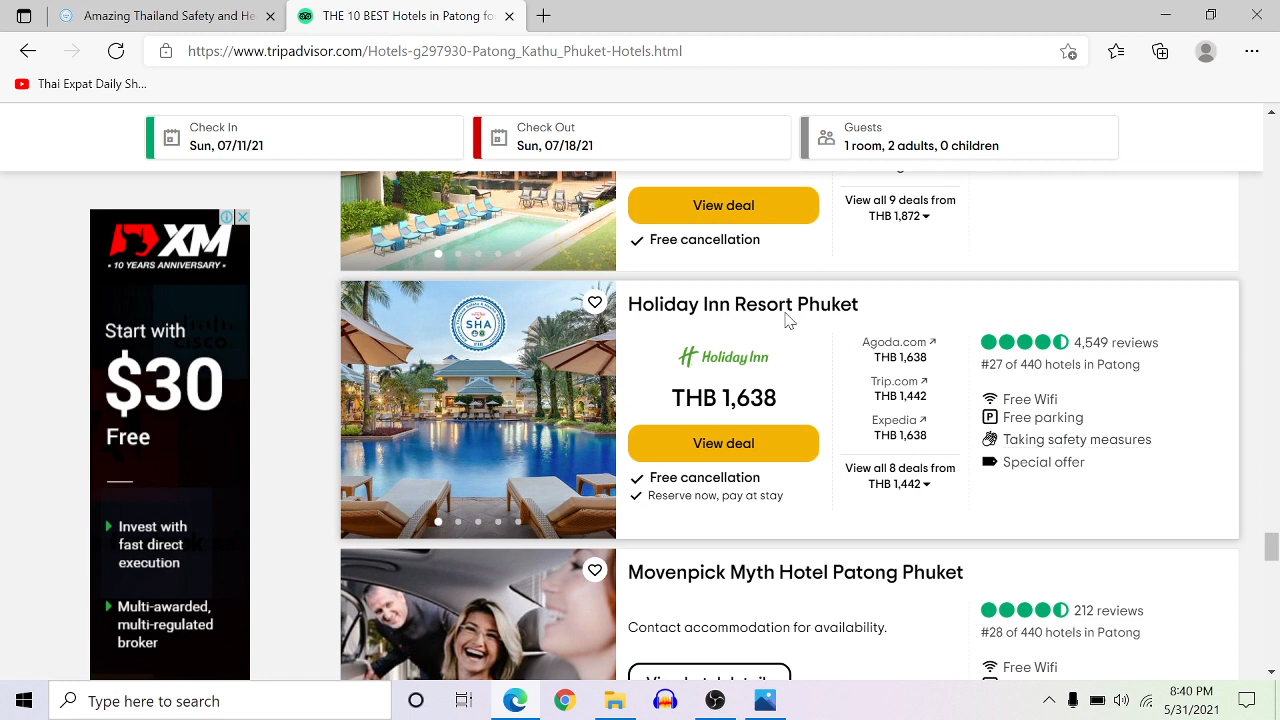 Airasia
THE 10 BEST Hotels in Patong for
https://www.tripadvisor.com/Hotels-g297930-Patong_Kathu_Phuket-Hotels.html
Thai Expat Daily Sh...
Check In
Sun, 07/11/21
Check Out
Sun, 07/18/21
Guests
1 room, 2 adults, 0 children
View deal
Free cancellation
View all 9 deals from
THB 1,872
XM
• 10 YEARS ANNIVERSARY •
Start with
$30
Free
Invest with
fast direct
execution
Multi-awarded,
multi-regulated
broker
SHA
Holiday Inn Resort Phuket
H Holiday Inn
THB 1,638
View deal
Free cancellation
Reserve now, pay at stay
Agoda.com
THB 1,638
Trip.com
THB 1,442
Expedia
THB 1,638
View all 8 deals from
THB 1,442
4,549 reviews
#27 of 440 hotels in Patong
Free Wifi
P Free parking
Taking safety measures
Special offer
Movenpick Myth Hotel Patong Phuket
Contact accommodation for availability.
212 reviews
#28 of 440 hotels in Patong
Free Wifi
Type here to search
8:40 PM
5/31/2021